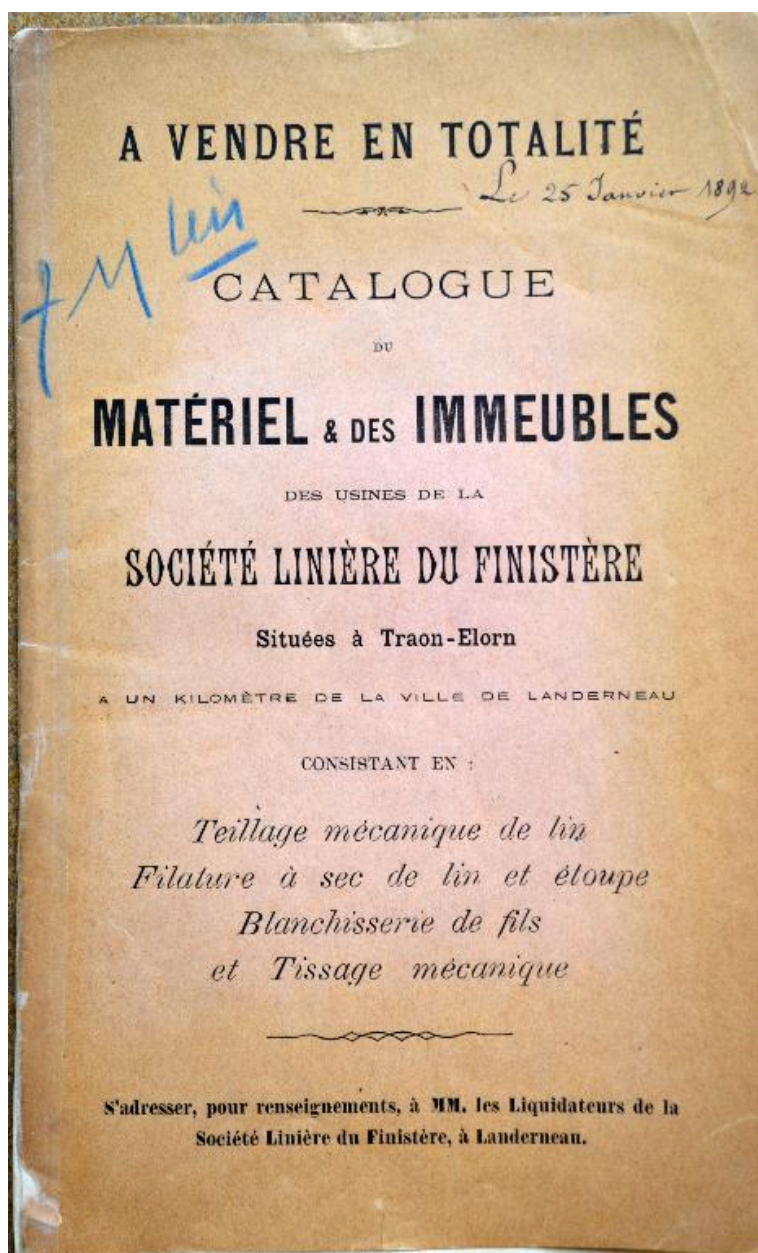 A VENDRE EN TOTALITÉ
Le 25 Janvier 1892
CATALOGUE
DU
MATÉRIEL & DES IMMEUBLES
DES USINES DE LA
SOCIÉTÉ LINIÈRE DU FINISTÈRE
Situées à Traon-Elorn
A UN KILOMÈTRE DE LA VILLE DE LANDERNEAU
CONSISTANT EN :
Teillage mécanique de lin
Filature à sec de lin et étoupe
Blanchisserie de fils
et Tissage mécanique
S'adresser, pour renseignements, à MM. les Liquidateurs de la
Société Linière du Finistère, à Landerneau.